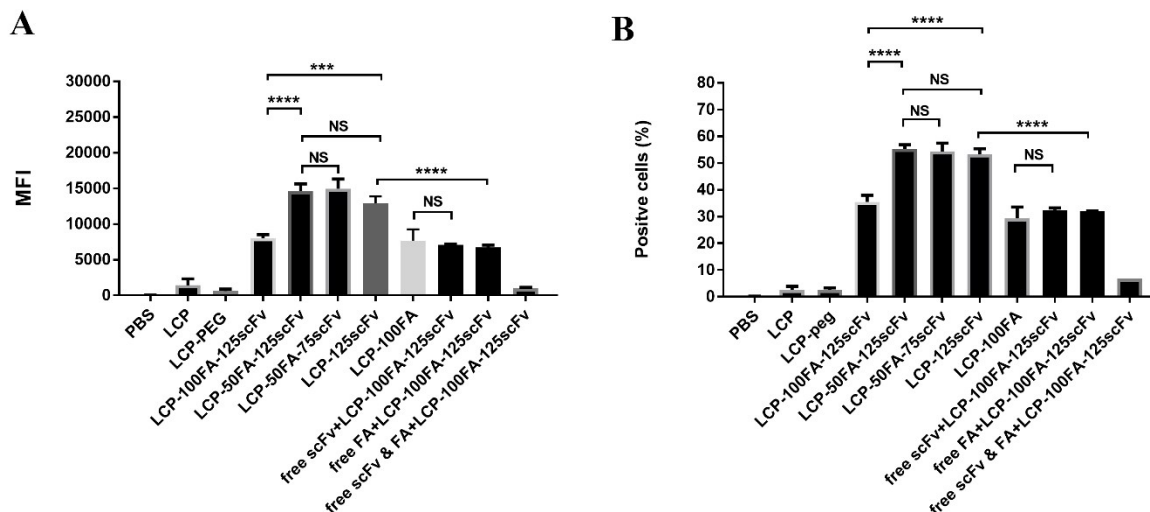 A
MFI
30000
25000
20000
15000
10000
5000
0
****
***
NS
NS
****
NS
PBS
LCP
LCP-PEG
LCP-100FA-125scFv
LCP-50FA-125scFv
LCP-50FA-75scFv
LCP-125scFv
LCP-100FA
free scFv+LCP-100FA-125scFv
free FA+LCP-100FA-125scFv
free scFv & FA+LCP-100FA-125scFv
B
Positve cells (%)
80
70
60
50
40
30
20
10
0
****
****
NS
NS
****
NS
PBS
LCP
LCP-peg
LCP-100FA-125scFv
LCP-50FA-125scFv
LCP-50FA-75scFv
LCP-125scFv
LCP-100FA
free scFv+LCP-100FA-125scFv
free FA+LCP-100FA-125scFv
free scFv & FA+LCP-100FA-125scFv